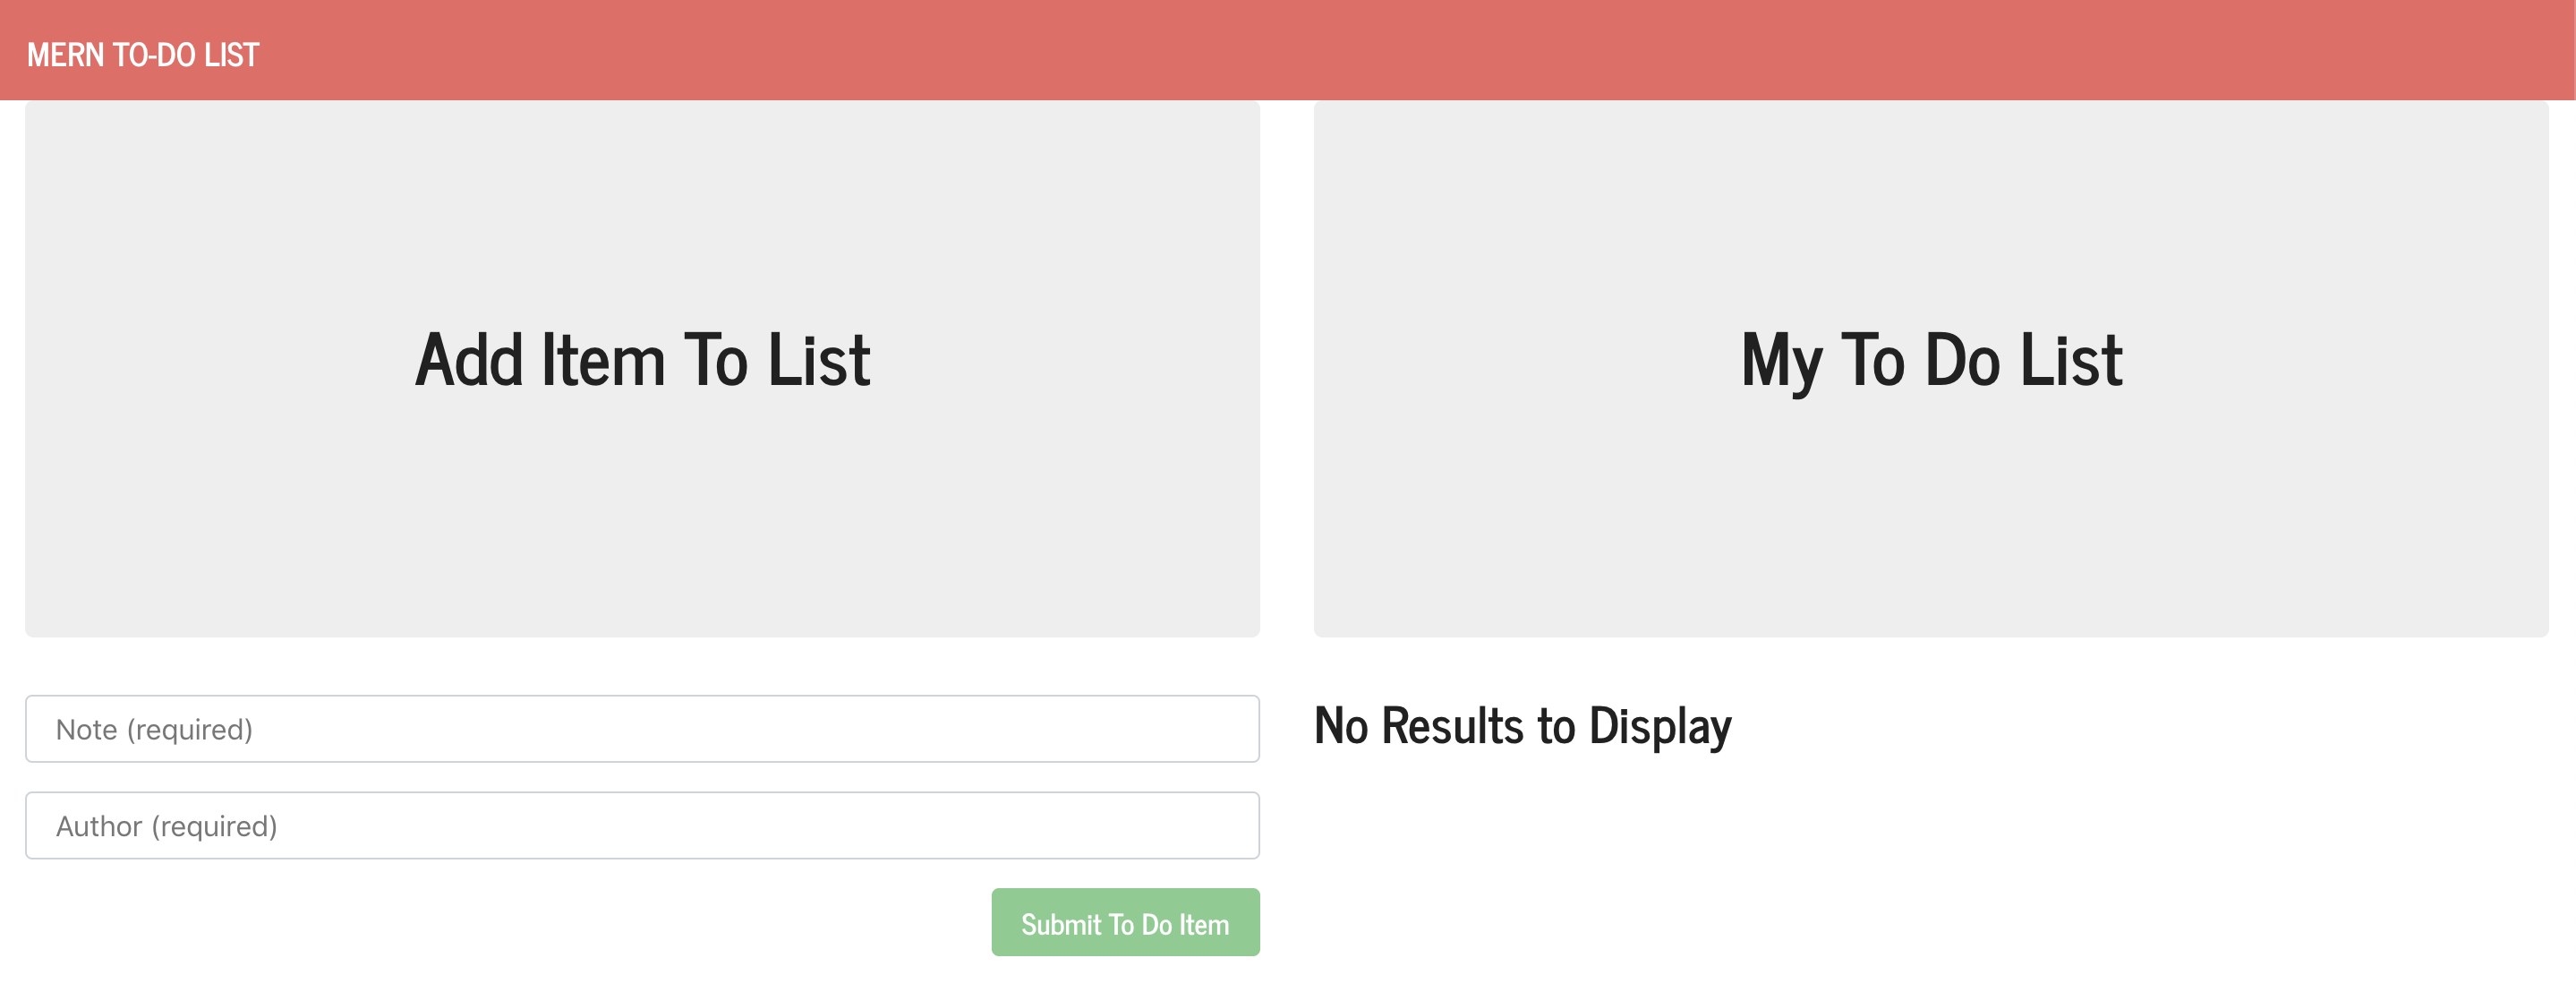 MERN TO-DO LIST
Add Item To List
My To Do List
Note (required)
No Results to Display
Author (required)
Submit To Do Item